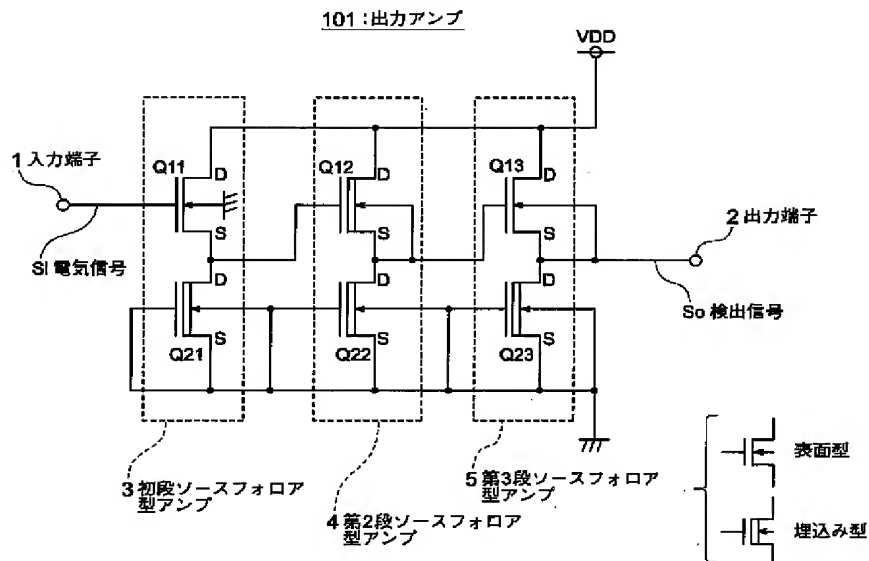 101:出力アンプ
VDD
Q11
D
S
Q12
D
S
Q13
D
S
1 入力端子
SI 電気信号
2 出力端子
So 検出信号
D
S
Q21
D
S
Q22
D
S
Q23
3 初段ソースフォロア
型アンプ
4 第2段ソースフォロア
型アンプ
5 第3段ソースフォロア
型アンプ
表面型
埋込み型